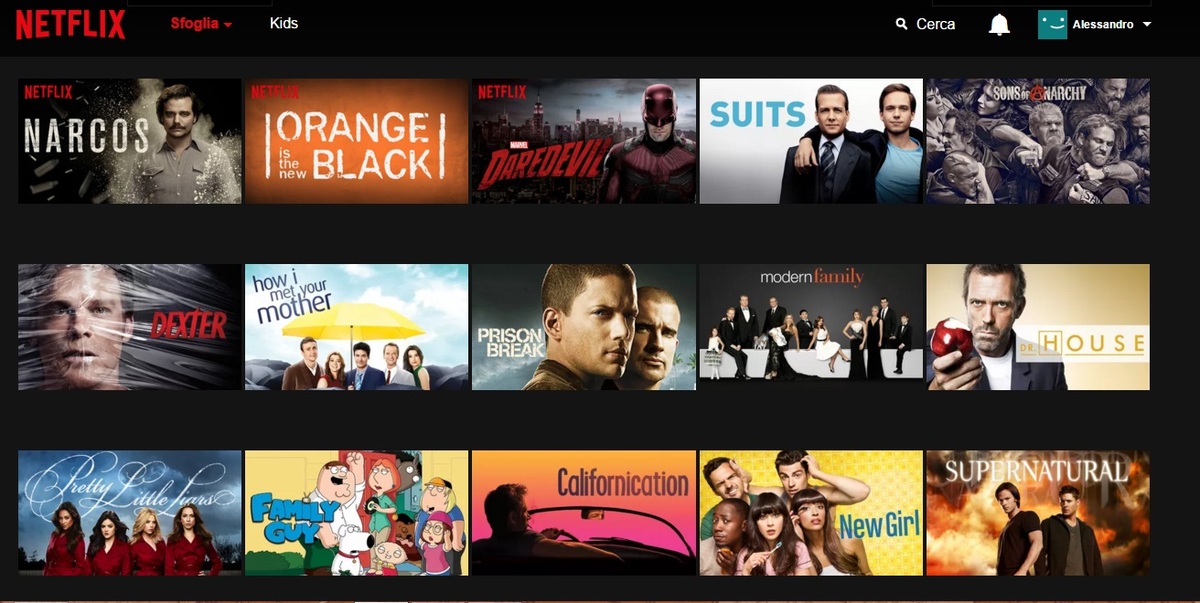 NETFLIX
Sfoglia
Kids
Cerca
Alessandro
NETFLIX
NARCOS
NETFLIX
ORANGE
is
the
new
BLACK
NETFLIX
MARVEL
DAREDEVIL
SUITS
SONS OF ANARCHY
DEXTER
how i
met your
mother
PRISON
BREAK
modern family
DR. HOUSE
Pretty Little Liars
FAMILY
GUY
Californication
New Girl
SUPERNATURAL